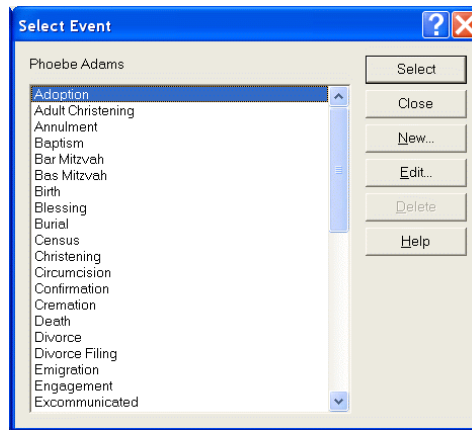 Select Event
Phoebe Adams
Adoption
Adult Christening
Annulment
Baptism
Bar Mitzvah
Bas Mitzvah
Birth
Blessing
Burial
Census
Christening
Circumcision
Confirmation
Cremation
Death
Divorce
Divorce Filing
Emigration
Engagement
Excommunicated
Select
Close
New...
Edit...
Delete
Help